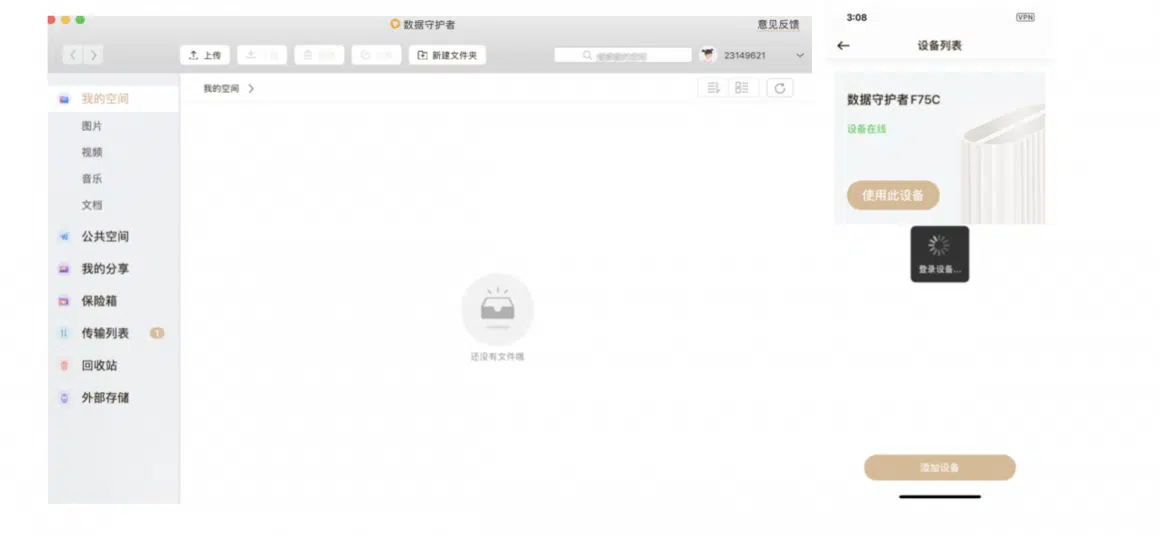 数据守护者
意见反馈
上传
新建文件夹
23149621
我的空间
我的空间
图片
视频
音乐
文档
公共空间
我的分享
保险箱
传输列表 1
回收站
外部存储
还没有文件哦
3:08
VPN
设备列表
数据守护者F75C
设备在线
使用此设备
登录设备...
添加设备